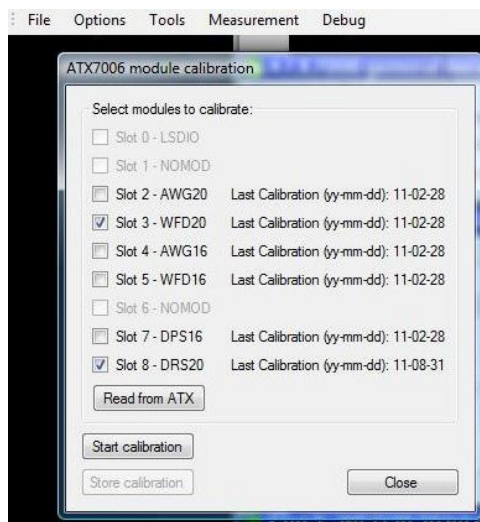 File Options Tools Measurement Debug
ATX7006 module calibration
Select modules to calibrate:
Slot 0 - LSDIO
Slot 1 - NOMOD
Slot 2 - AWG20 Last Calibration (yy-mm-dd): 11-02-28
Slot 3 - WFD20 Last Calibration (yy-mm-dd): 11-02-28
Slot 4 - AWG16 Last Calibration (yy-mm-dd): 11-02-28
Slot 5 - WFD16 Last Calibration (yy-mm-dd): 11-02-28
Slot 6 - NOMOD
Slot 7 - DPS16 Last Calibration (yy-mm-dd): 11-02-28
Slot 8 - DRS20 Last Calibration (yy-mm-dd): 11-08-31
Read from ATX
Start calibration
Store calibration Close